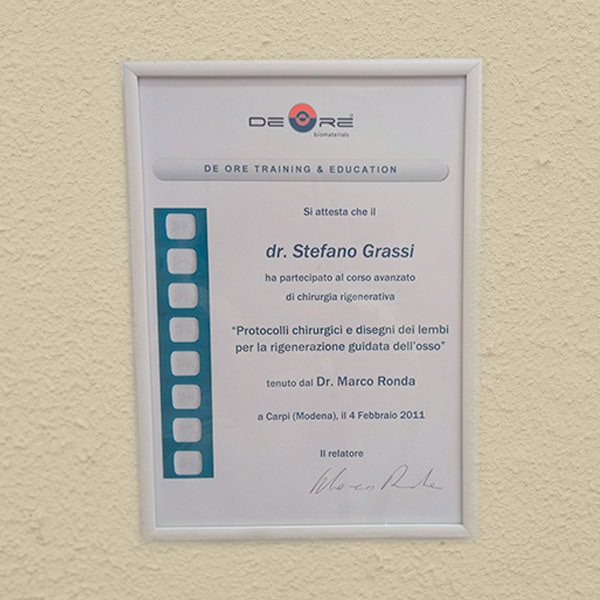 DE ORE®
biomaterials
DE ORE TRAINING & EDUCATION
Si attesta che il
dr. Stefano Grassi
ha partecipato al corso avanzato
di chirurgia rigenerativa
“Protocolli chirurgici e disegni dei lembi
per la rigenerazione guidata dell’osso”
tenuto dal Dr. Marco Ronda
a Carpi (Modena), il 4 Febbraio 2011
Il relatore
Marco Ronda